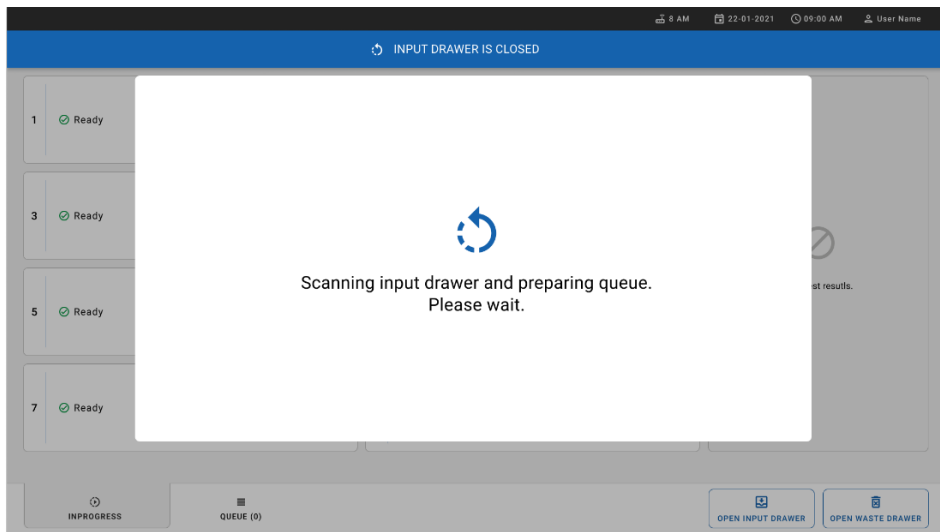 8 AM 22-01-2021 09:00 AM User Name
INPUT DRAWER IS CLOSED
1 Ready
3 Ready
5 Ready
7 Ready
Scanning input drawer and preparing queue.
Please wait.
resutls.
INPROGRESS
QUEUE (0)
OPEN INPUT DRAWER
OPEN WASTE DRAWER